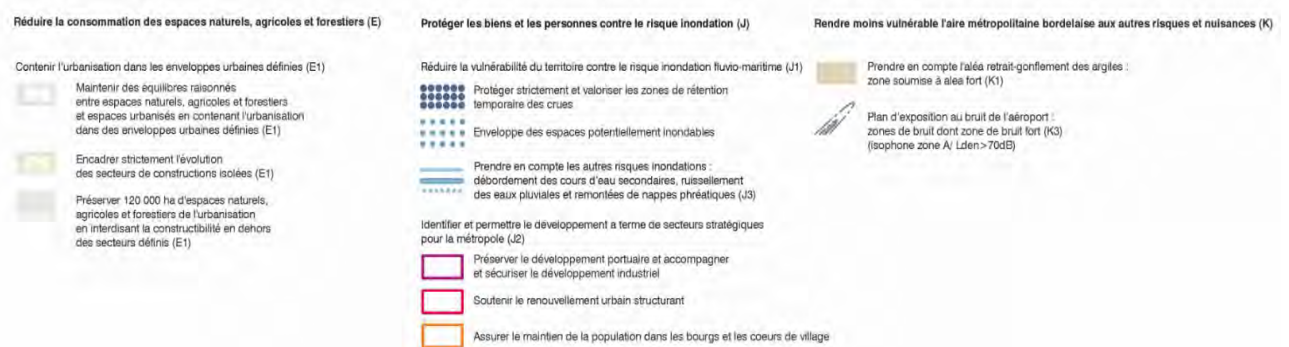 Réduire la consommation des espaces naturels, agricoles et forestiers (E)
Contenir l'urbanisation dans les enveloppes urbaines définies (E1)
Maintenir des équilibres raisonnés
entre espaces naturels, agricoles et forestiers
et espaces urbanisés en contenant l'urbanisation
dans des enveloppes urbaines définies (E1)
Encadrer strictement l'évolution
des secteurs de constructions isolées (E1)
Préserver 120 000 ha d'espaces naturels,
agricoles et forestiers de l'urbanisation
en interdisant la constructibilité en dehors
des secteurs définis (E1)
Protéger les biens et les personnes contre le risque inondation (J)
Réduire la vulnérabilité du territoire contre le risque inondation fluvio-maritime (J1)
Protéger strictement et valoriser les zones de rétention
temporaire des crues
Enveloppe des espaces potentiellement inondables
Prendre en compte les autres risques inondations :
débordement des cours d'eau secondaires, ruissellement
des eaux pluviales et remontées de nappes phréatiques (J3)
Identifier et permettre le développement a terme de secteurs stratégiques
pour la métropole (J2)
Préserver le développement portuaire et accompagner
et sécuriser le développement industriel
Soutenir le renouvellement urbain structurant
Assurer le maintien de la population dans les bourgs et les coeurs de village
Rendre moins vulnérable l'aire métropolitaine bordelaise aux autres risques et nuisances (K)
Prendre en compte l'aléa retrait-gonflement des argiles :
zone soumise à alea fort (K1)
Plan d'exposition au bruit de l'aéroport :
zones de bruit dont zone de bruit fort (K3)
(isophone zone A/ Lden>70dB)